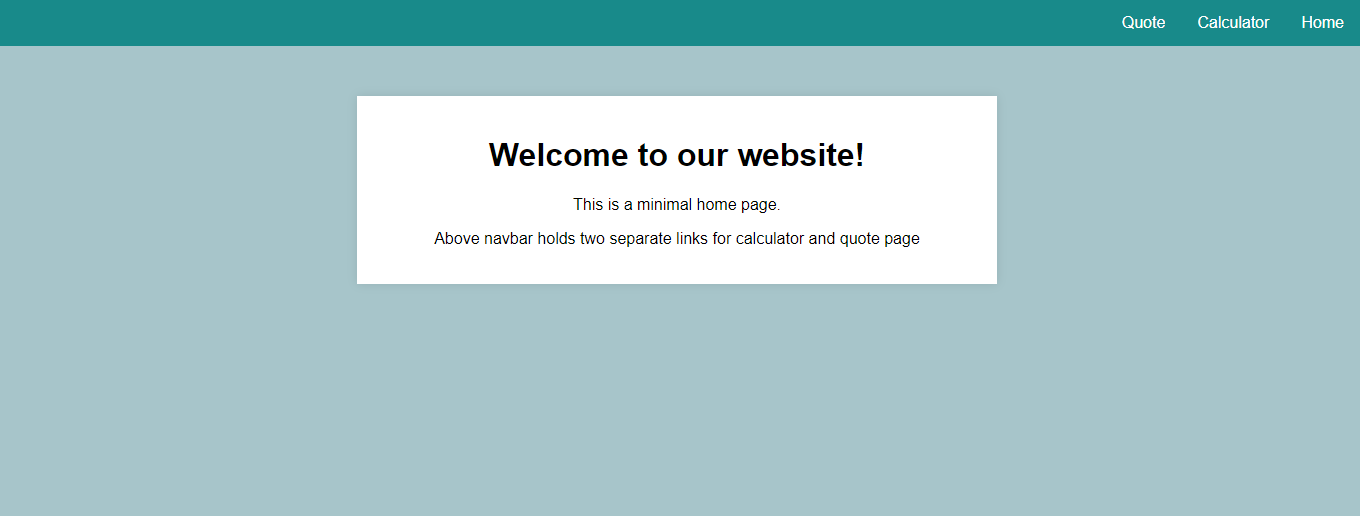 Quote Calculator Home
Welcome to our website!
This is a minimal home page.
Above navbar holds two separate links for calculator and quote page